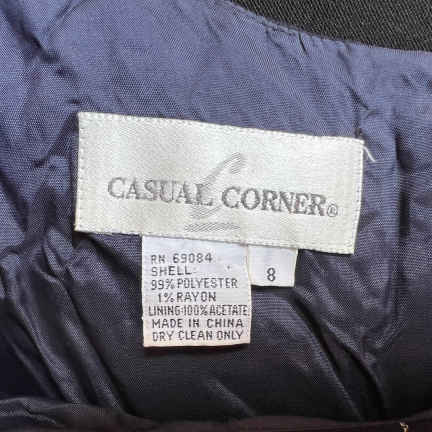 CASUAL CORNER®
RN 69084
SHELL:
99% POLYESTER
1% RAYON
LINING:100% ACETATE
MADE IN CHINA
DRY CLEAN ONLY
8